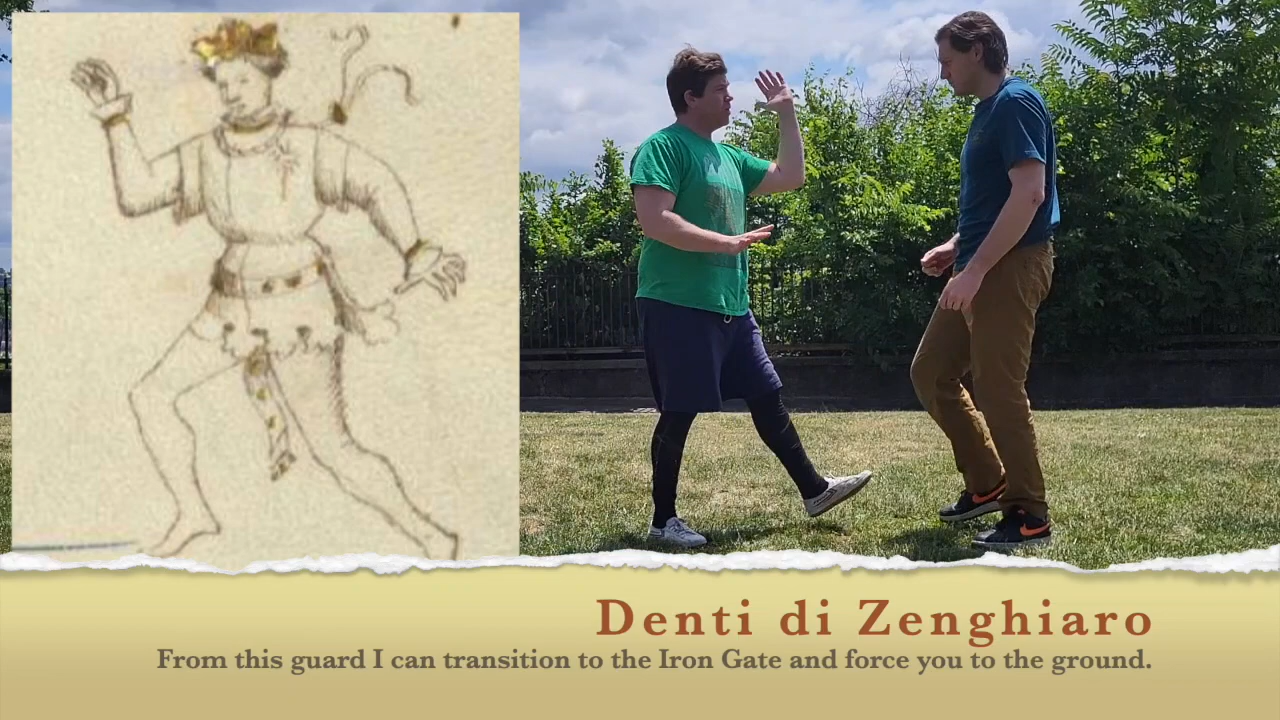 Denti di Zenghiaro
From this guard I can transition to the Iron Gate and force you to the ground.